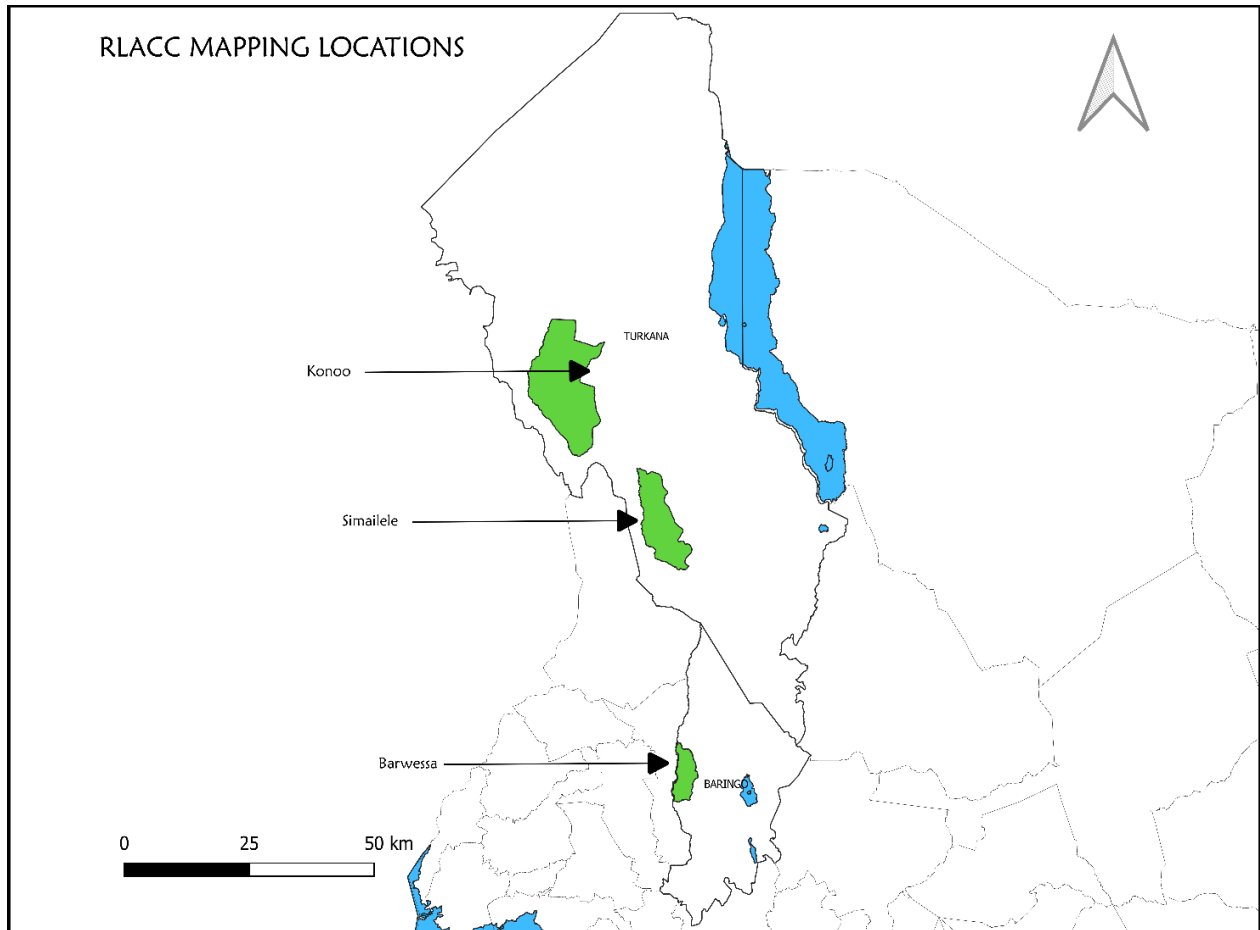 RLACC MAPPING LOCATIONS
TURKANA
Konoo
Simailele
Barwessa
BARINGO
0 25 50 km